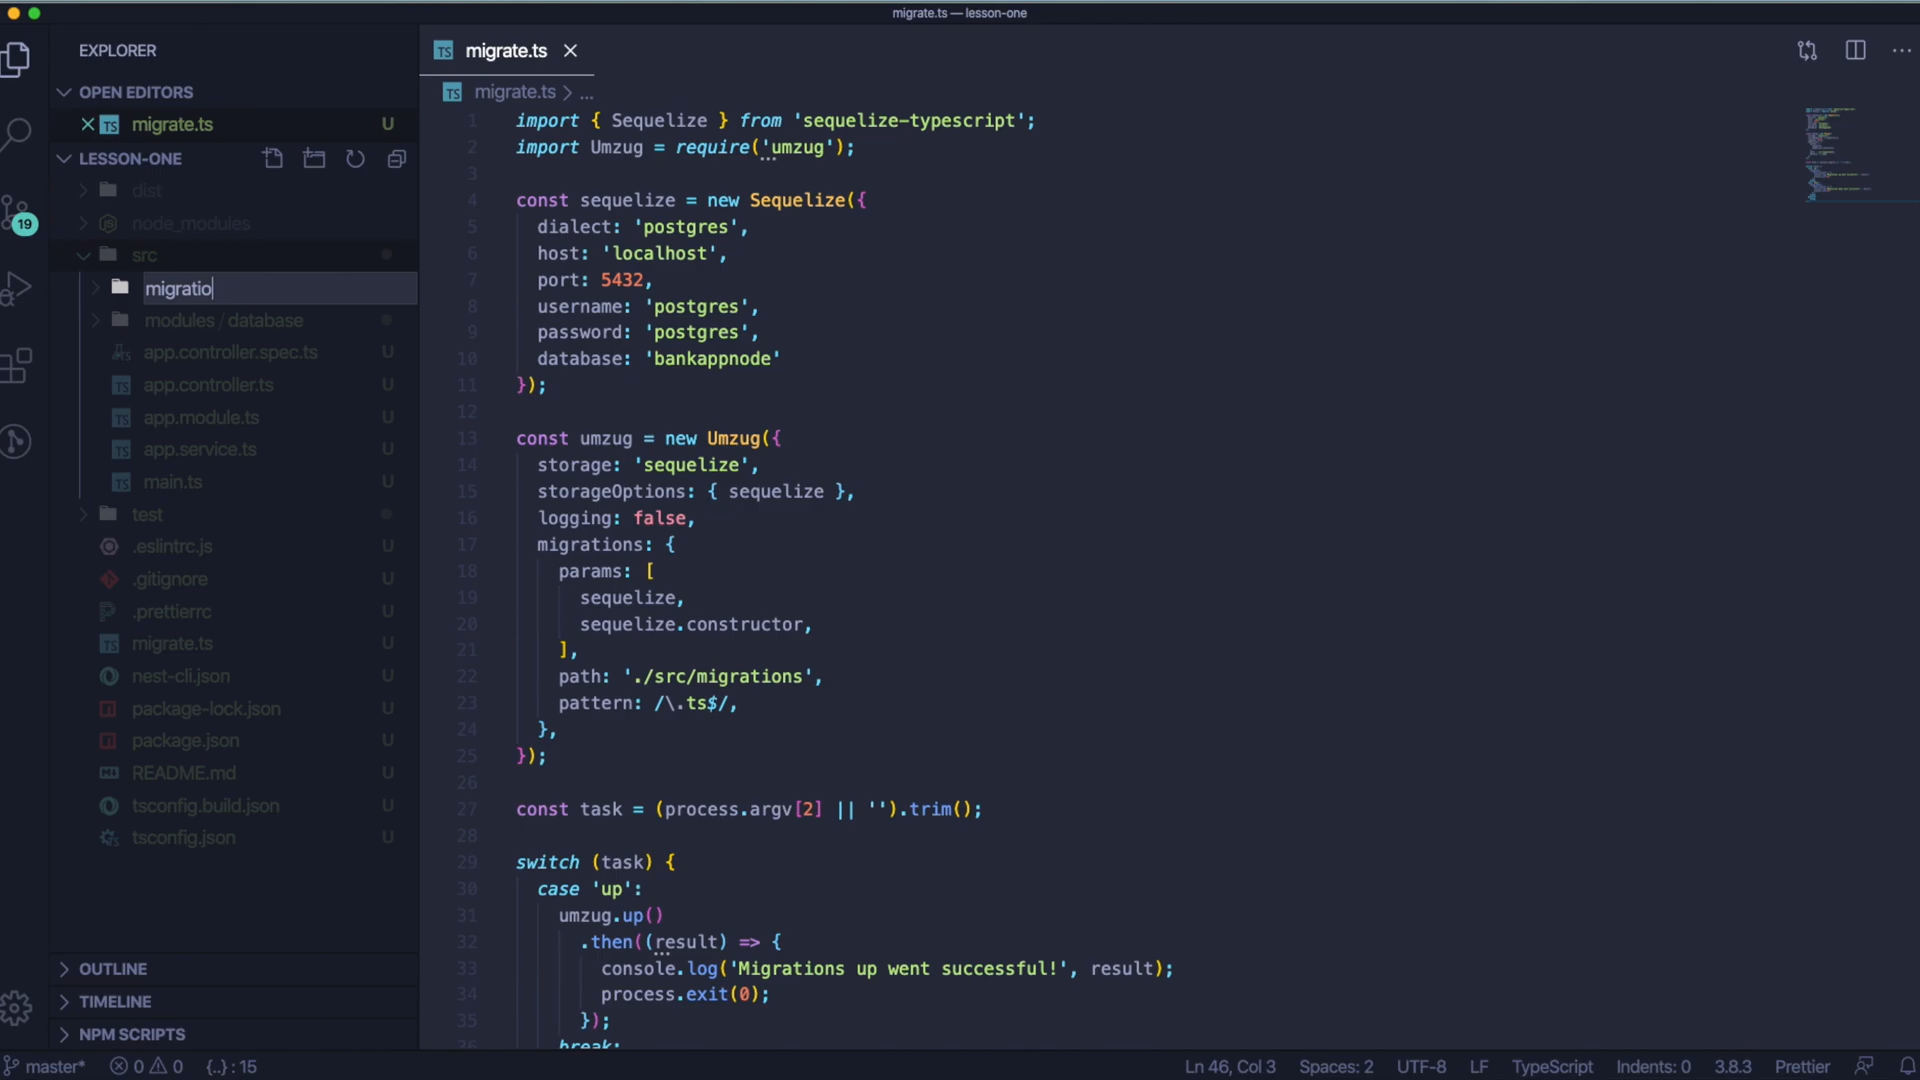 migrate.ts — lesson-one
EXPLORER
OPEN EDITORS
TS migrate.ts U
LESSON-ONE
dist
node_modules
src
migratio
modules / database
app.controller.spec.ts U
TS app.controller.ts U
TS app.module.ts U
TS app.service.ts U
TS main.ts U
test
.eslintrc.js U
.gitignore U
.prettierrc U
TS migrate.ts U
nest-cli.json U
package-lock.json U
package.json U
README.md U
tsconfig.build.json U
tsconfig.json U
OUTLINE
TIMELINE
NPM SCRIPTS
19
TS migrate.ts
TS migrate.ts > ...
1 import { Sequelize } from 'sequelize-typescript';
2 import Umzug = require('umzug');
3
4 const sequelize = new Sequelize({
5 dialect: 'postgres',
6 host: 'localhost',
7 port: 5432,
8 username: 'postgres',
9 password: 'postgres',
10 database: 'bankappnode'
11 });
12
13 const umzug = new Umzug({
14 storage: 'sequelize',
15 storageOptions: { sequelize },
16 logging: false,
17 migrations: {
18 params: [
19 sequelize,
20 sequelize.constructor,
21 ],
22 path: './src/migrations',
23 pattern: /\.ts$/,
24 },
25 });
26
27 const task = (process.argv[2] || '').trim();
28
29 switch (task) {
30 case 'up':
31 umzug.up()
32 .then((result) => {
33 console.log('Migrations up went successful!', result);
34 process.exit(0);
35 });
36 break;
master* 0 0 {..} : 15 Ln 46, Col 3 Spaces: 2 UTF-8 LF TypeScript Indents: 0 3.8.3 Prettier